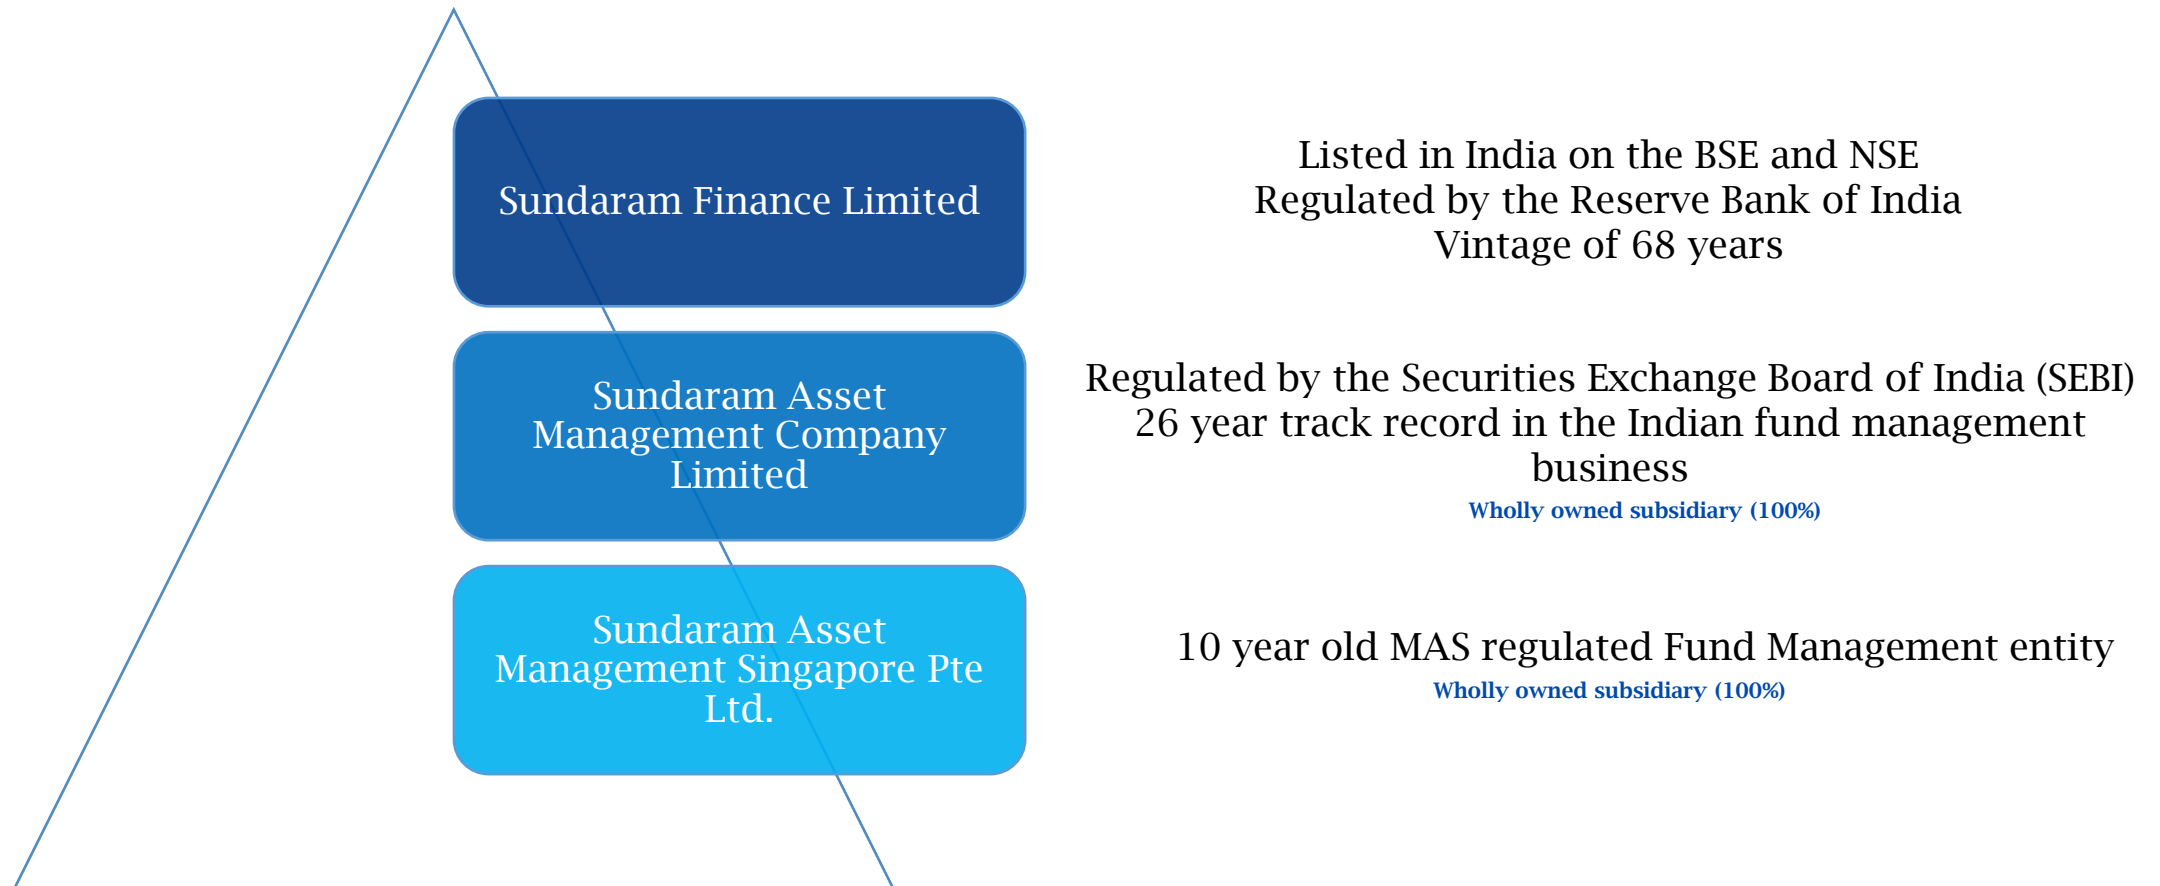 Sundaram Finance Limited
Listed in India on the BSE and NSE
Regulated by the Reserve Bank of India
Vintage of 68 years
Sundaram Asset
Management Company
Limited
Regulated by the Securities Exchange Board of India (SEBI)
26 year track record in the Indian fund management
business
Wholly owned subsidiary (100%)
Sundaram Asset
Management Singapore Pte
Ltd.
10 year old MAS regulated Fund Management entity
Wholly owned subsidiary (100%)